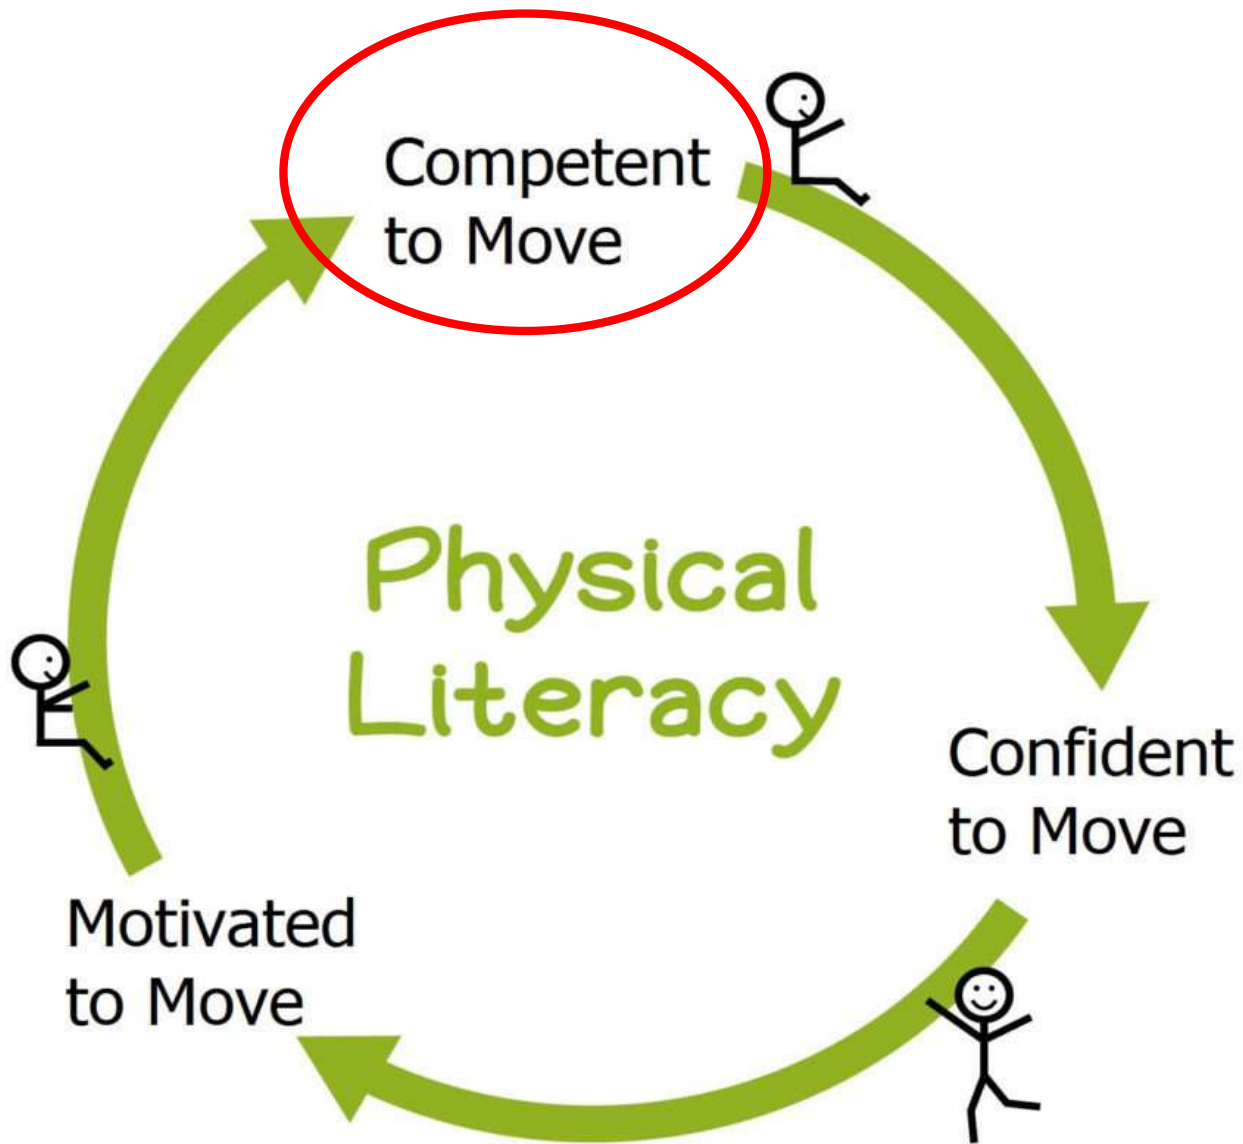 Competent
to Move
Physical
Literacy
Confident
to Move
Motivated
to Move